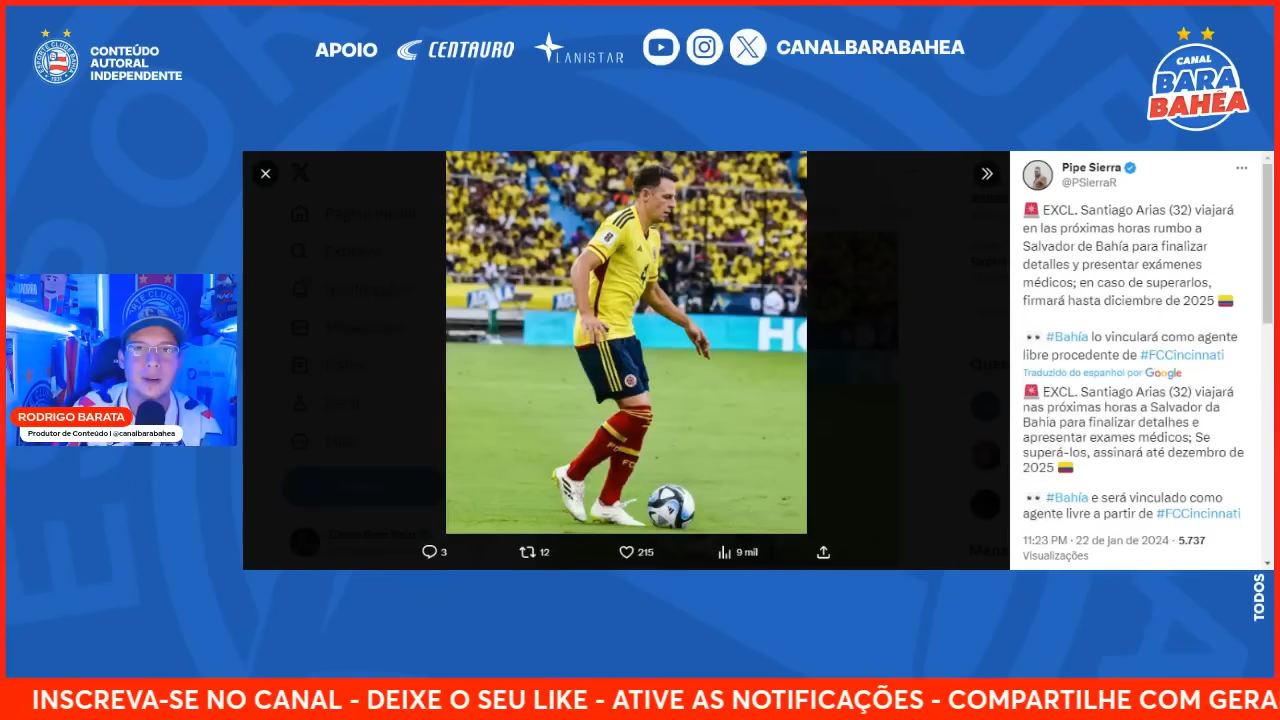 CONTEÚDO
AUTORAL
INDEPENDENTE
APOIO
CENTAURO
LANISTAR
CANALBARABAHEA
CANAL
BARA
BAHÊA
RODRIGO BARATA
Produtor de Conteúdo | @canalbarabahea
3
12
215
9 mil
Pipe Sierra
@PSierraR
EXCL. Santiago Arias (32) viajará
en las próximas horas rumbo a
Salvador de Bahía para finalizar
detalles y presentar exámenes
médicos; en caso de superarlos,
firmará hasta diciembre de 2025
#Bahía lo vinculará como agente
libre procedente de #FCCincinnati
Traduzido do espanhol por Google
EXCL. Santiago Arias (32) viajará
nas próximas horas a Salvador da
Bahia para finalizar detalhes e
apresentar exames médicos; Se
superá-los, assinará até dezembro de
2025
#Bahía e será vinculado como
agente livre a partir de #FCCincinnati
11:23 PM · 22 de jan de 2024 · 5.737
Visualizações
TODOS
INSCREVA-SE NO CANAL - DEIXE O SEU LIKE - ATIVE AS NOTIFICAÇÕES - COMPARTILHE COM GERA